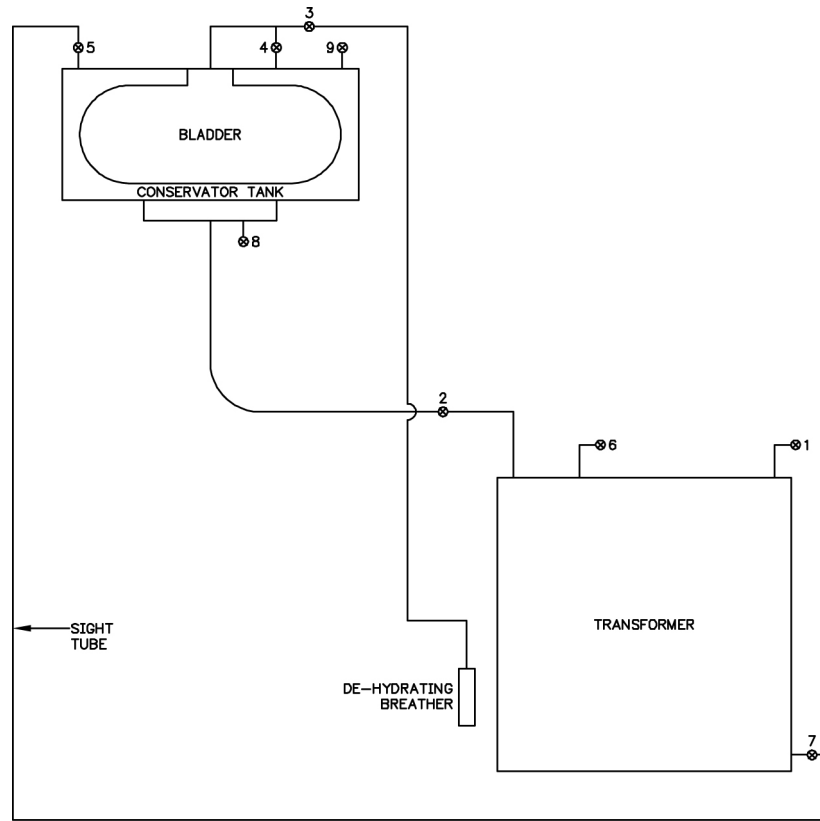 3
5
4
9
BLADDER
CONSERVATOR TANK
8
2
6
1
SIGHT
TUBE
TRANSFORMER
DE-HYDRATING
BREATHER
7